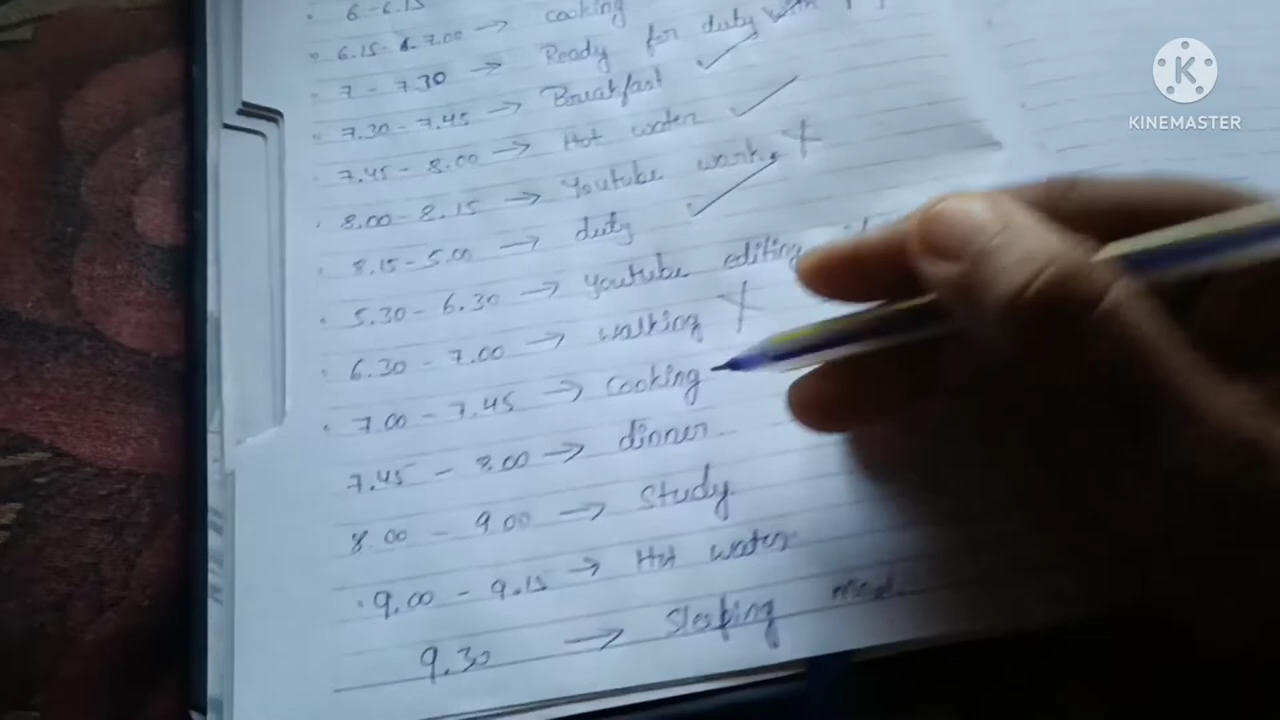 6 - 6.15
6.15 - 7.00 → cooking
7 - 7.30 → Ready for duty with
7.30 - 7.45 → Breakfast ✓
7.45 - 8.00 → Hot water ✓
8.00 - 8.15 → Youtube work X
8.15 - 5.00 → duty ✓
5.30 - 6.30 → Youtube editing
6.30 - 7.00 → walking X
7.00 - 7.45 → Cooking
7.45 - 8.00 → dinner
8.00 - 9.00 → Study
9.00 - 9.15 → Hot water
9.30 → Sleeping
K
KINEMASTER